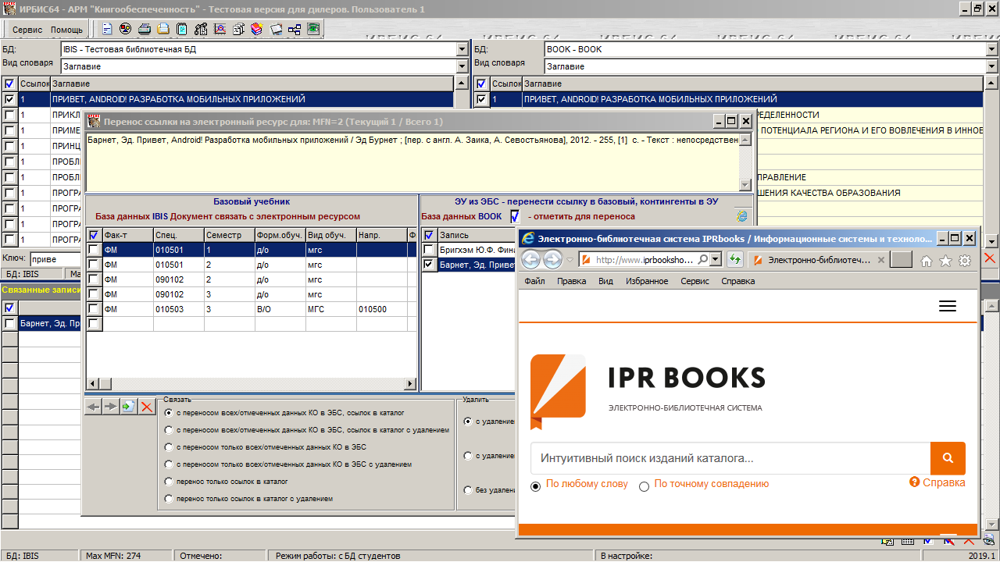 ИРБИС64 - АРМ "Книгообеспеченность" - Тестовая версия для дилеров. Пользователь 1
Сервис Помощь
БД: IBIS - Тестовая библиотечная БД
Вид словаря Заглавие
Ссылок Заглавие
1 ПРИВЕТ, ANDROID! РАЗРАБОТКА МОБИЛЬНЫХ ПРИЛОЖЕНИЙ
1 ПРИКЛ
1 ПРИМЕ
1 ПРИНЦ
1 ПРОБЛ
1 ПРОБЛ
1 ПРОГРА
1 ПРОГРА
1 ПРОГРА
1 ПРОГРА
Ключ: приве
БД: IBIS Ма
БД: BOOK - BOOK
Вид словаря Заглавие
Ссылок Заглавие
1 ПРИВЕТ, ANDROID! РАЗРАБОТКА МОБИЛЬНЫХ ПРИЛОЖЕНИЙ
РЕДЕЛЕННОСТИ
ПОТЕНЦИАЛА РЕГИОНА И ЕГО ВОВЛЕЧЕНИЯ В ИННОЕ
ПРАВЛЕНИЕ
ШЕНИЯ КАЧЕСТВА ОБРАЗОВАНИЯ
Перенос ссылки на электронный ресурс для: MFN=2 (Текущий 1 / Всего 1)
Барнет, Эд. Привет, Android! Разработка мобильных приложений / Эд Бурнет ; [пер. с англ. А. Заика, А. Севостьянова], 2012. - 255, [1] с. - Текст : непосредствен
Базовый учебник
База данных IBIS Документ связать с электронным ресурсом
Фак-т Спец. Семестр Форм.обуч. Вид обуч. Напр. Ф
ФМ 010501 1 д/о мгс
ФМ 010501 2 д/о мгс
ФМ 090102 2 д/о мгс
ФМ 090102 3 д/о мгс
ФМ 010503 3 В/О МГС 010500
ЭУ из ЭБС - перенести ссылку в базовый, контингенты в ЭУ
База данных BOOK - отметить для переноса
Запись
Бригхэм Ю.Ф. Фина
Барнет, Эд. Привет
Связать
с переносом всех/отмеченных данных КО в ЭБС, ссылок в каталог
с переносом всех/отмеченных данных КО в ЭБС, ссылок в каталог с удалением
с переносом только всех/отмеченных данных КО в ЭБС
с переносом только всех/отмеченных данных КО в ЭБС с удалением
перенос только ссылок в каталог
перенос только ссылок в каталог с удалением
Удалить
с удаление
с удаление
без удалени
Связанные записи
Барнет, Эд. Пр
Электронно-библиотечная система IPRbooks / Информационные системы и техноло...
http://www.iprbooksho...
Электронно-библиотеч...
Файл Правка Вид Избранное Сервис Справка
IPR BOOKS
ЭЛЕКТРОННО-БИБЛИОТЕЧНАЯ СИСТЕМА
Интуитивный поиск изданий каталога...
По любому слову По точному совпадению Справка
БД: IBIS Max MFN: 274 Отмечено: Режим работы: с БД студентов В настройке: 2019.1